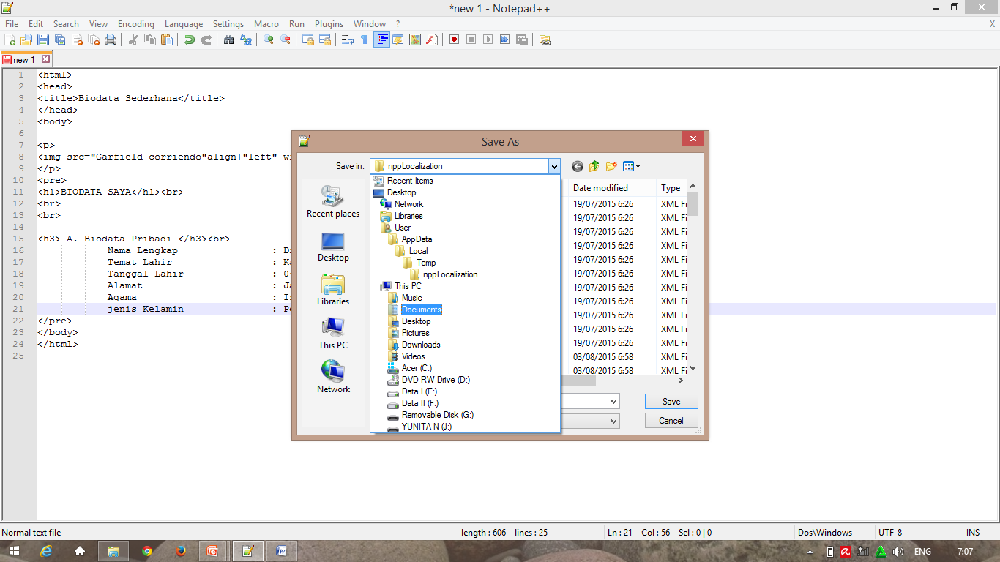 *new 1 - Notepad++
File Edit Search View Encoding Language Settings Macro Run Plugins Window ? X
new 1
1 <html>
2 <head>
3 <title>Biodata Sederhana</title>
4 </head>
5 <body>
6
7 <p>
8 <img src="Garfield-corriendo"align+"left" wi
9 </p>
10 <pre>
11 <h1>BIODATA SAYA</h1><br>
12 <br>
13 <br>
14
15 <h3> A. Biodata Pribadi </h3><br>
16 Nama Lengkap : Di
17 Temat Lahir : Ka
18 Tanggal Lahir : 04
19 Alamat : Ja
20 Agama : Is
21 jenis Kelamin : Pe
22 </pre>
23 </body>
24 </html>
25
Save As
Save in: nppLocalization
Recent places
Desktop
Libraries
This PC
Network
Recent Items
Desktop
Network
Libraries
User
AppData
Local
Temp
nppLocalization
This PC
Music
Documents
Desktop
Pictures
Downloads
Videos
Acer (C:)
DVD RW Drive (D:)
Data I (E:)
Data II (F:)
Removable Disk (G:)
YUNITA N (J:)
Date modified Type
19/07/2015 6:26 XML Fi
19/07/2015 6:26 XML Fi
19/07/2015 6:26 XML Fi
19/07/2015 6:26 XML Fi
19/07/2015 6:26 XML Fi
19/07/2015 6:26 XML Fi
19/07/2015 6:26 XML Fi
19/07/2015 6:26 XML Fi
19/07/2015 6:26 XML Fi
19/07/2015 6:26 XML Fi
19/07/2015 6:26 XML Fi
03/08/2015 6:58 XML Fi
03/08/2015 6:58 XML Fi
Save
Cancel
Normal text file length : 606 lines : 25 Ln : 21 Col : 56 Sel : 0 | 0 Dos\Windows UTF-8 INS
ENG 7:07